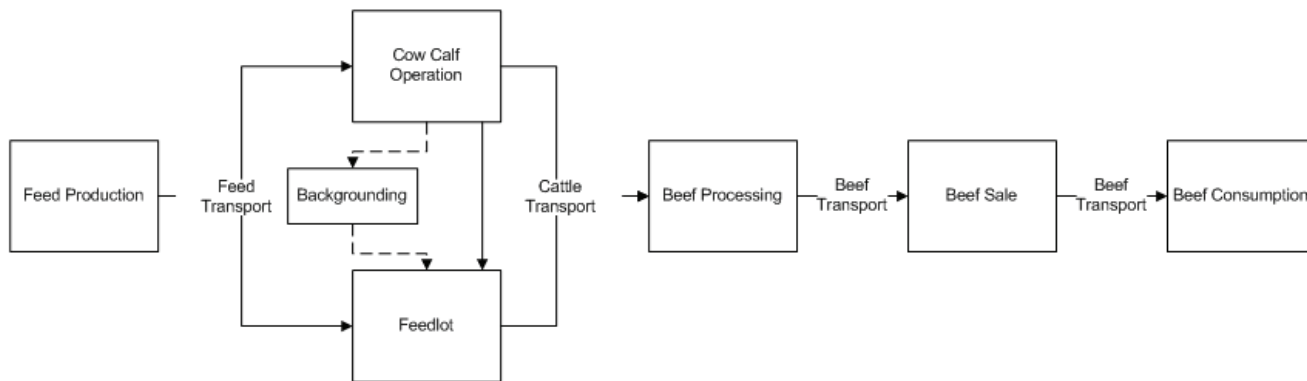 Cow Calf
Operation
Feed Production
Feed
Transport
Backgrounding
Cattle
Transport
Beef Processing
Beef
Transport
Beef Sale
Beef
Transport
Beef Consumption
Feedlot